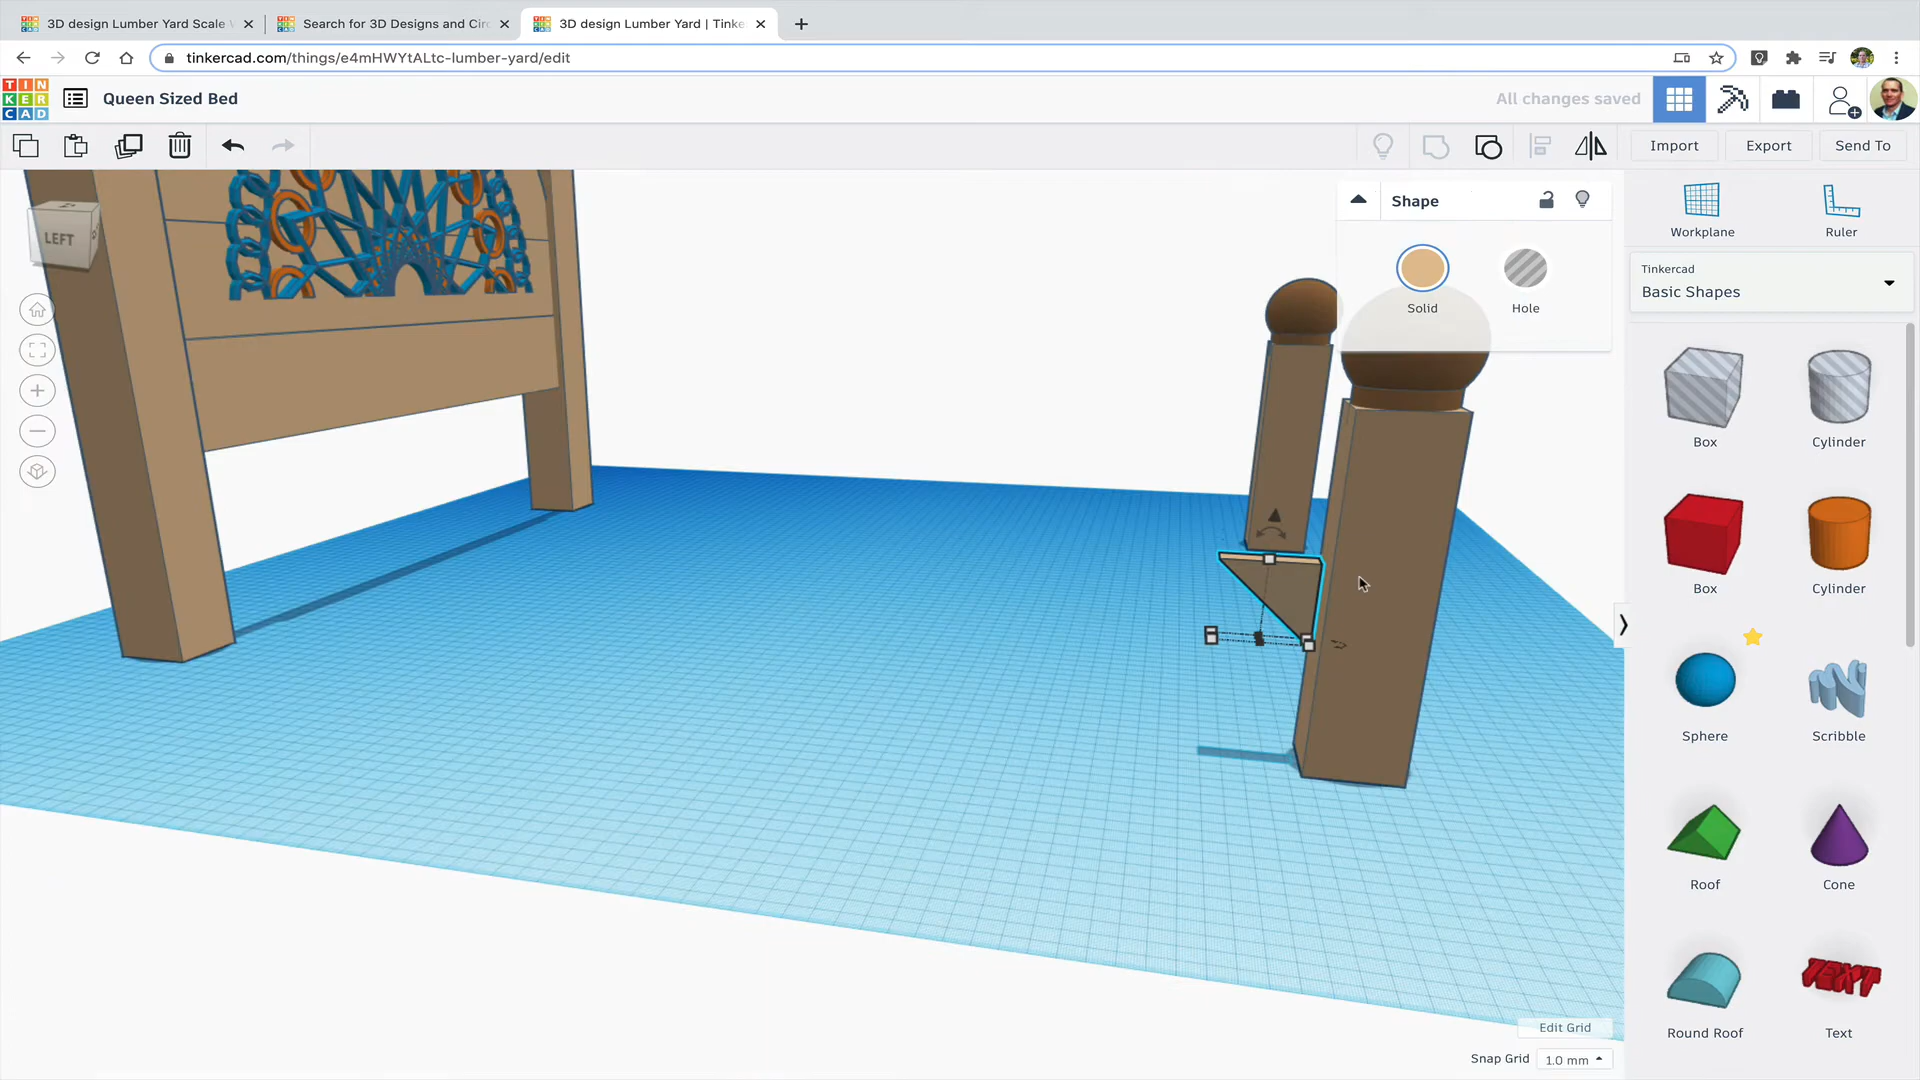 3D design Lumber Yard Scale
Search for 3D Designs and Circ
3D design Lumber Yard | Tinke
tinkercad.com/things/e4mHWYtALtc-lumber-yard/edit
TIN
KER
CAD
Queen Sized Bed
All changes saved
Import
Export
Send To
LEFT
Shape
Solid
Hole
Workplane
Ruler
Tinkercad
Basic Shapes
Box
Cylinder
Box
Cylinder
Sphere
Scribble
Roof
Cone
TEXT
Round Roof
Text
Edit Grid
Snap Grid
1.0 mm